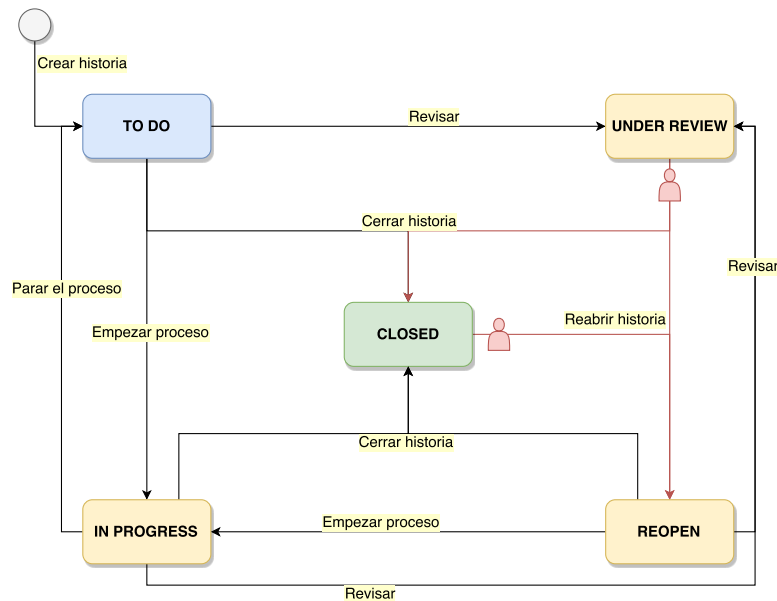 Crear historia
TO DO
Revisar
UNDER REVIEW
Cerrar historia
Revisar
Parar el proceso
Reabrir historia
Empezar proceso
CLOSED
Cerrar historia
Empezar proceso
IN PROGRESS
REOPEN
Revisar